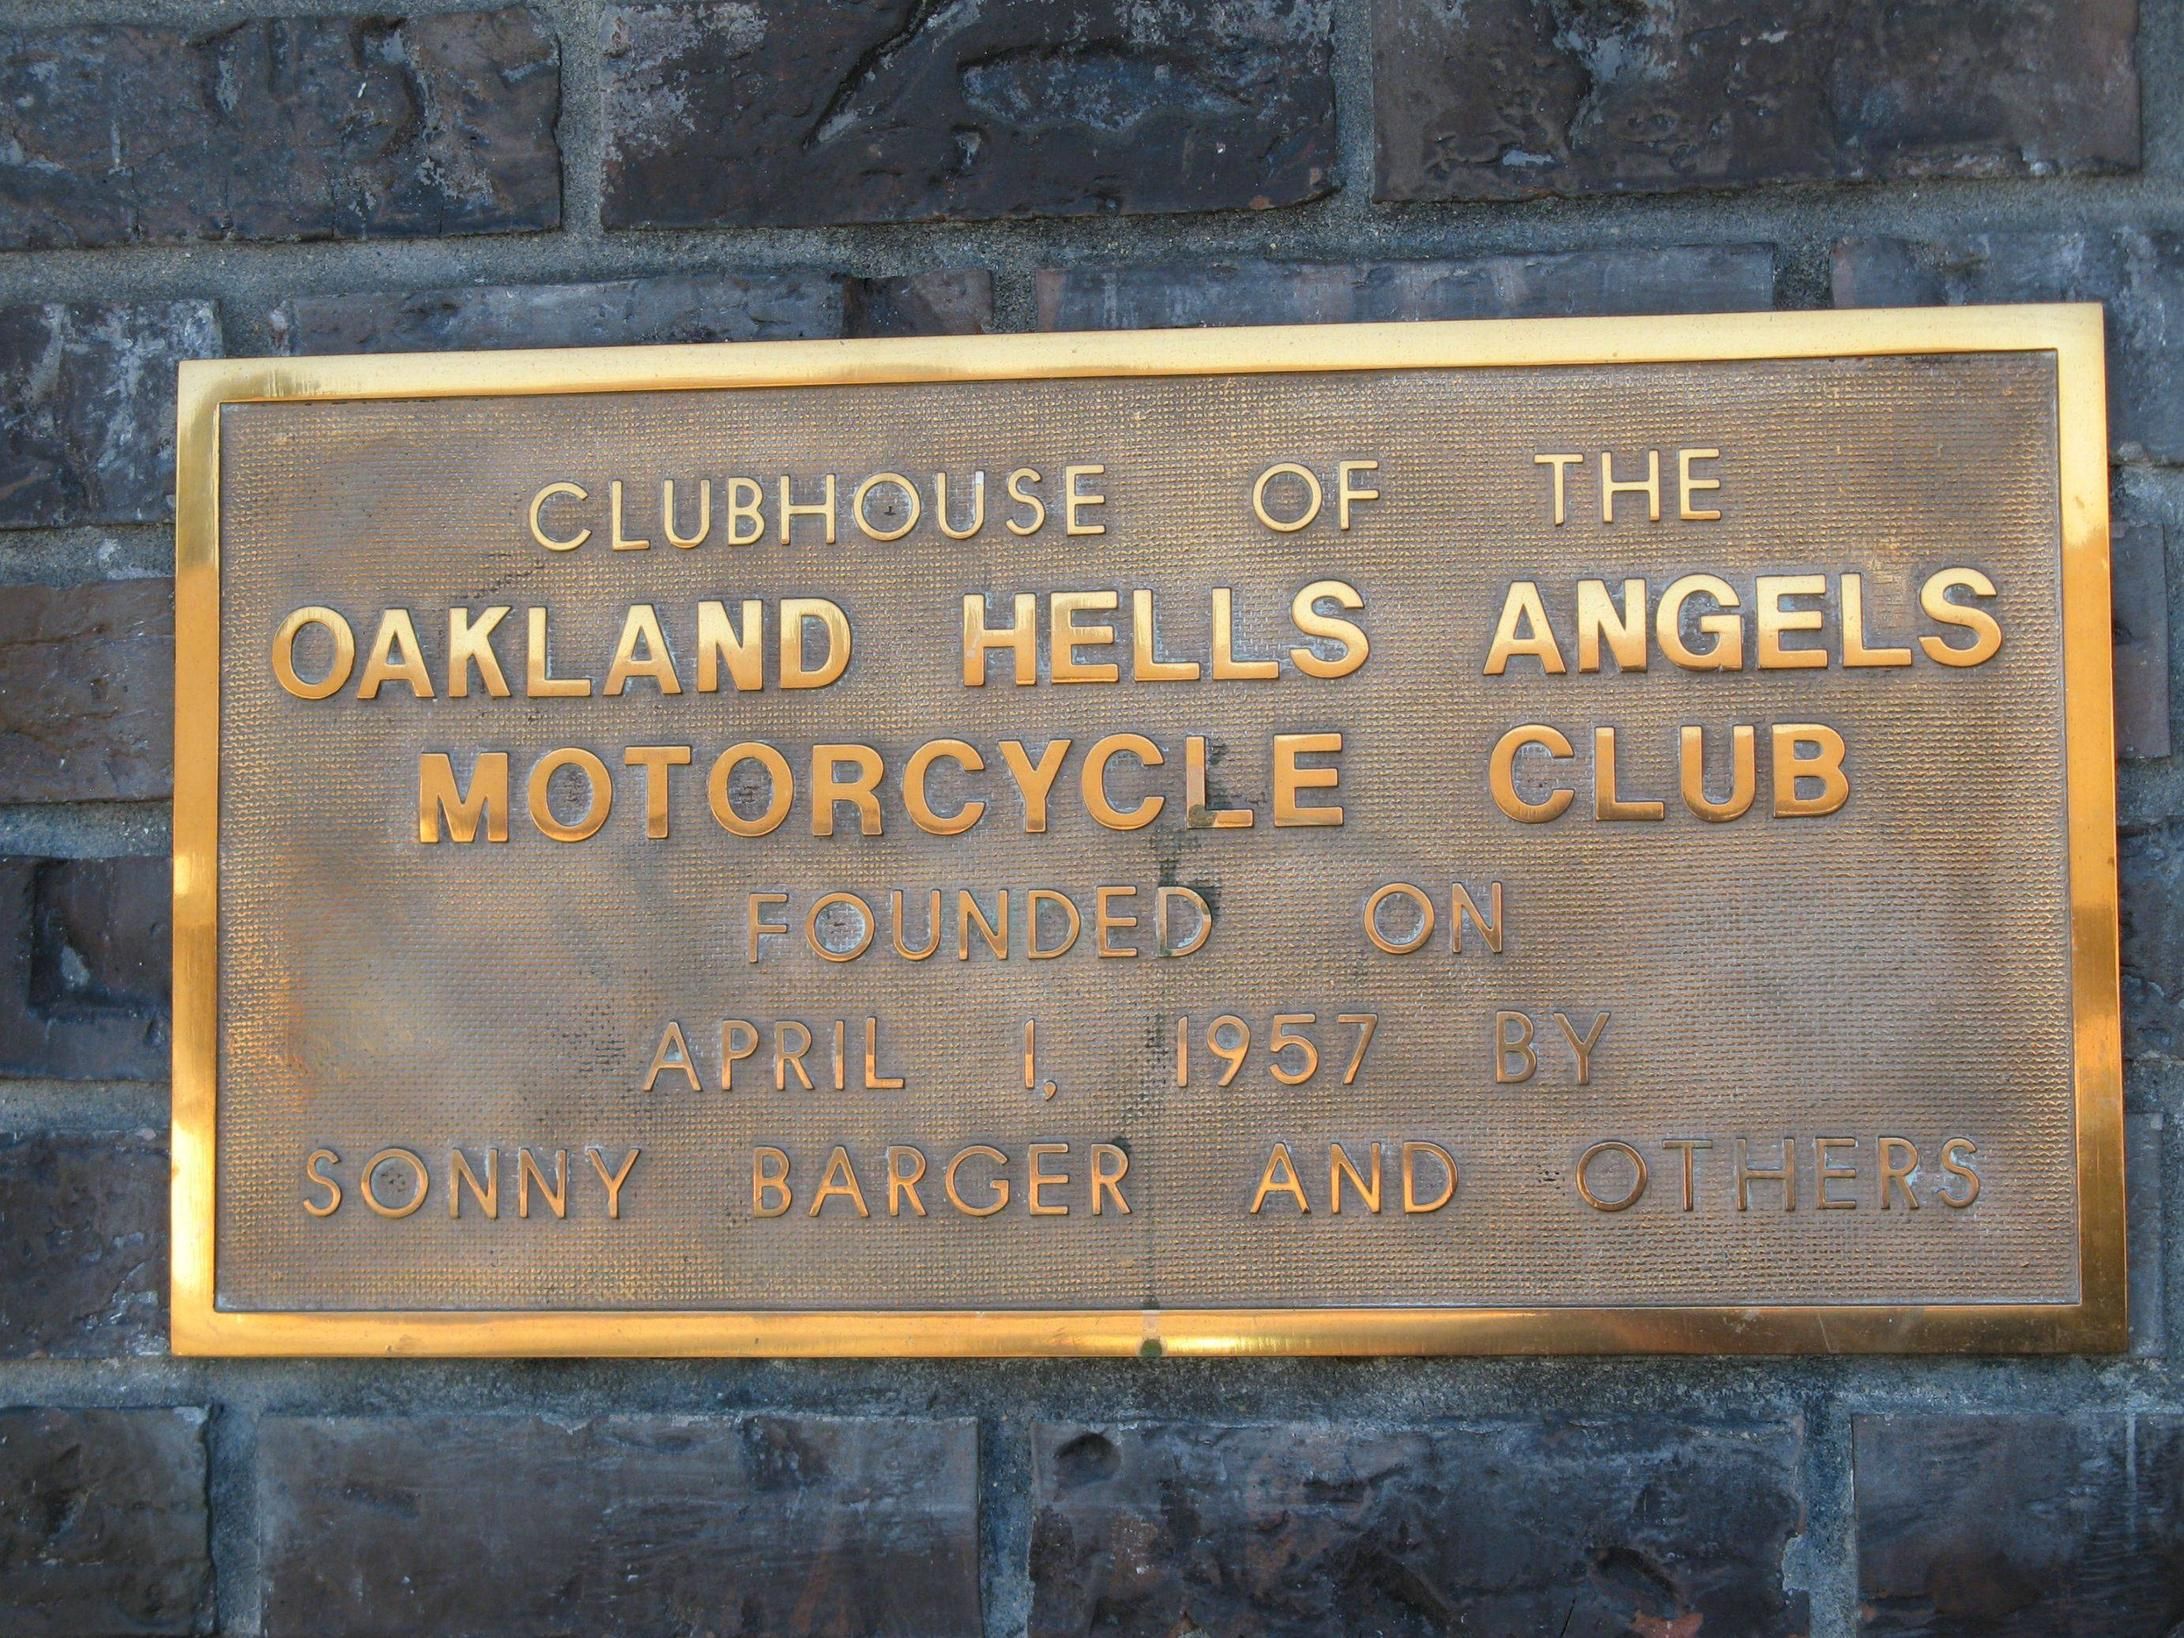 CLUBHOUSE OF THE
OAKLAND HELLS ANGELS
MOTORCYCLE CLUB
FOUNDED ON
APRIL 1, 1957 BY
SONNY BARGER AND OTHERS